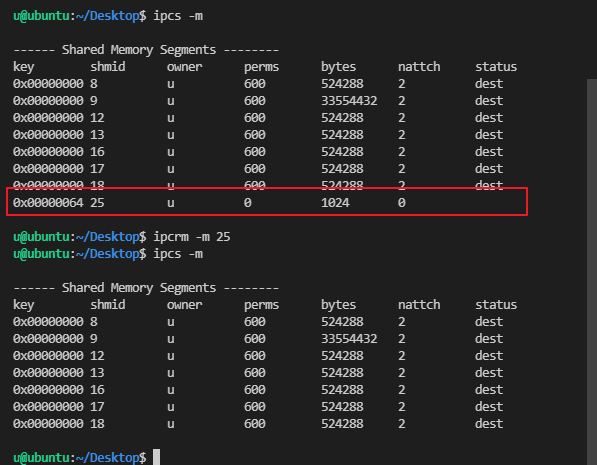 u@ubuntu:~/Desktop$ ipcs -m
------ Shared Memory Segments --------
key        shmid      owner      perms      bytes      nattch     status
0x00000000 8          u          600        524288     2          dest
0x00000000 9          u          600        33554432   2          dest
0x00000000 12         u          600        524288     2          dest
0x00000000 13         u          600        524288     2          dest
0x00000000 16         u          600        524288     2          dest
0x00000000 17         u          600        524288     2          dest
0x00000000 18         u          600        524288     2          dest
0x00000064 25         u          0          1024       0
u@ubuntu:~/Desktop$ ipcrm -m 25
u@ubuntu:~/Desktop$ ipcs -m
------ Shared Memory Segments --------
key        shmid      owner      perms      bytes      nattch     status
0x00000000 8          u          600        524288     2          dest
0x00000000 9          u          600        33554432   2          dest
0x00000000 12         u          600        524288     2          dest
0x00000000 13         u          600        524288     2          dest
0x00000000 16         u          600        524288     2          dest
0x00000000 17         u          600        524288     2          dest
0x00000000 18         u          600        524288     2          dest
u@ubuntu:~/Desktop$